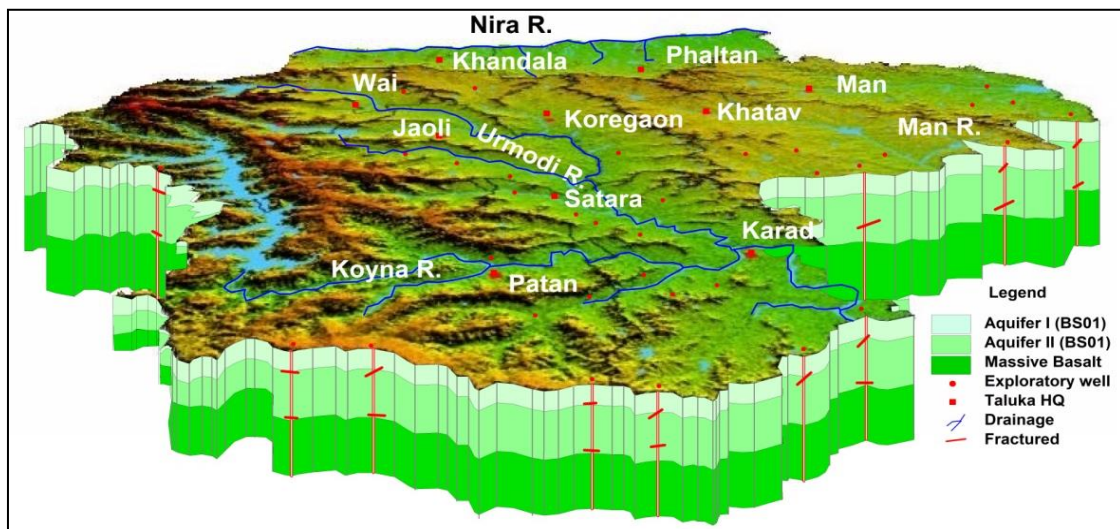 Nira R.
Khandala
Phaltan
Wai
Man
Koregaon
Khatav
Jaoli
Urmodi R.
Man R.
Satara
Karad
Koyna R.
Patan
Legend
Aquifer I (BS01)
Aquifer II (BS01)
Massive Basalt
Exploratory well
Taluka HQ
Drainage
Fractured